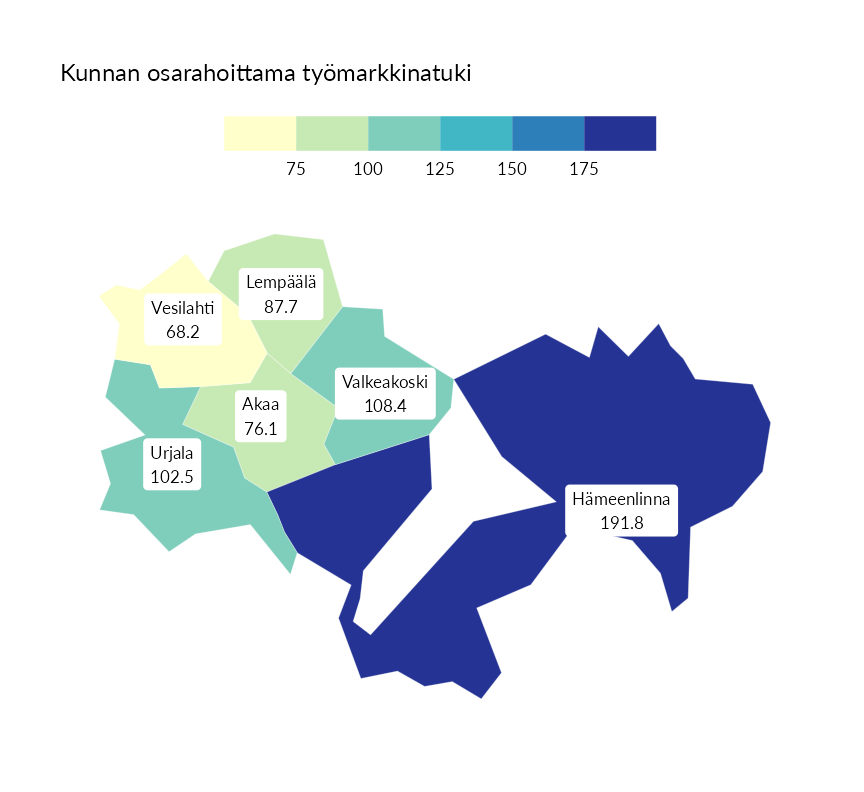 Kunnan osarahoittama työmarkkinatuki
75 100 125 150 175
Lempäälä
87.7
Vesilahti
68.2
Valkeakoski
108.4
Akaa
76.1
Urjala
102.5
Hämeenlinna
191.8